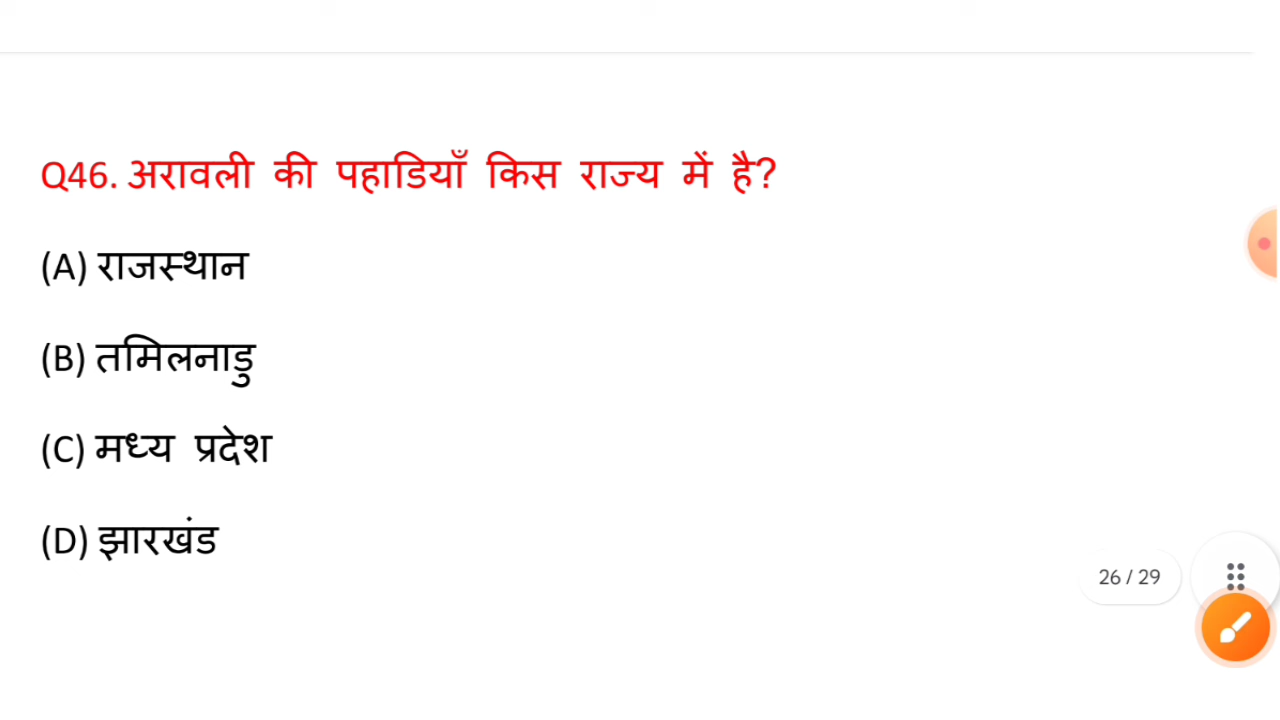 Q46. अरावली की पहाडियाँ किस राज्य में है?
(A) राजस्थान
(B) तमिलनाडु
(C) मध्य प्रदेश
(D) झारखंड
26 / 29